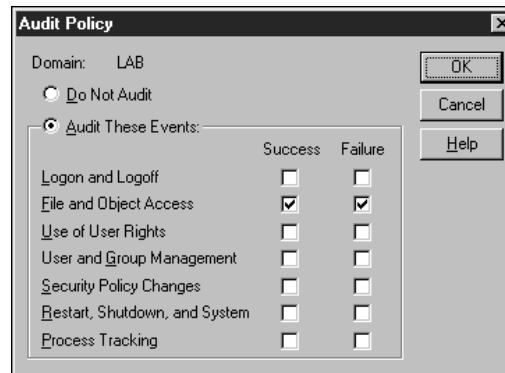 Audit Policy
Domain: LAB
Do Not Audit
Audit These Events:
Success Failure
Logon and Logoff
File and Object Access
Use of User Rights
User and Group Management
Security Policy Changes
Restart, Shutdown, and System
Process Tracking
OK
Cancel
Help